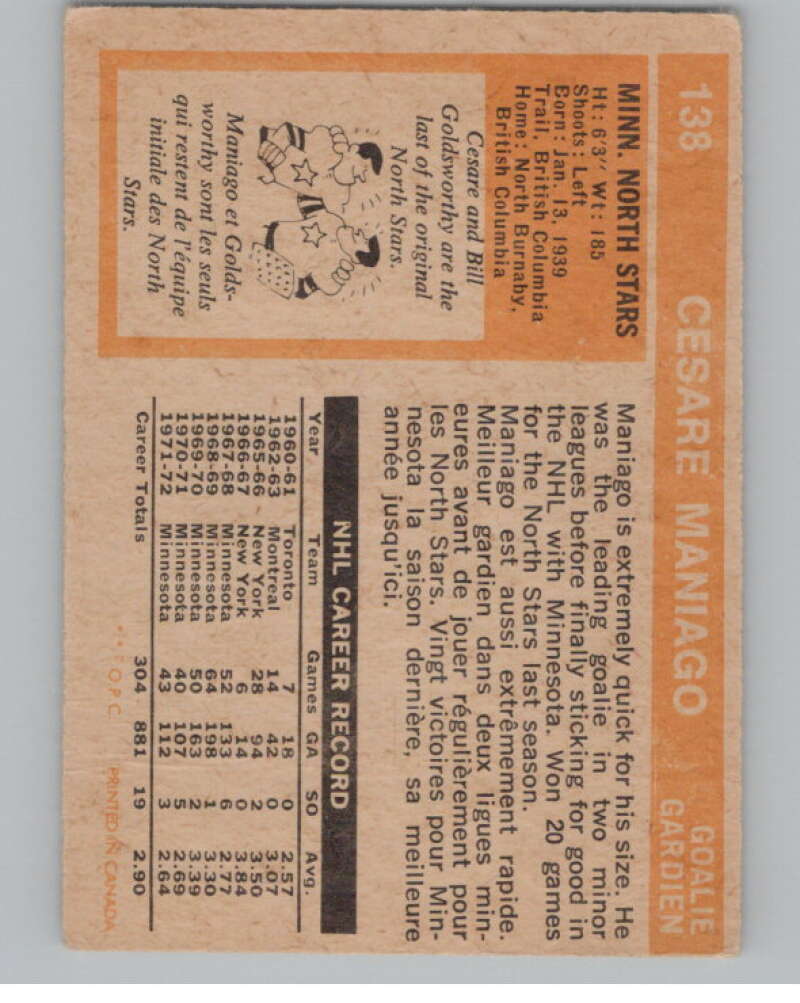 138 CESARE MANIAGO GOALIE
GARDIEN
MINN. NORTH STARS
Ht: 6'3" Wt: 185
Shoots: Left
Born: Jan. 13, 1939
Trail, British Columbia
Home: North Burnaby,
British Columbia
Cesare and Bill
Goldsworthy are the
last of the original
North Stars.
Maniago et Golds-
worthy sont les seuls
qui restent de l'équipe
initiale des North
Stars.
Maniago is extremely quick for his size. He
was the leading goalie in two minor
leagues before finally sticking for good in
the NHL with Minnesota. Won 20 games
for the North Stars last season.
Maniago est aussi extrêmement rapide.
Meilleur gardien dans deux ligues min-
eures avant de jouer régulièrement pour
les North Stars. Vingt victoires pour Min-
nesota la saison dernière, sa meilleure
année jusqu'ici.
NHL CAREER RECORD
Year Team Games GA SO Avg.
1960-61 Toronto 7 18 0 2.57
1962-63 Montreal 14 42 0 3.07
1965-66 New York 28 94 2 3.50
1966-67 New York 6 14 0 3.84
1967-68 Minnesota 52 133 6 2.77
1968-69 Minnesota 64 198 1 3.30
1969-70 Minnesota 50 163 2 3.39
1970-71 Minnesota 40 107 5 2.69
1971-72 Minnesota 43 112 3 2.64
Career Totals 304 881 19 2.90
O.P.C. PRINTED IN CANADA